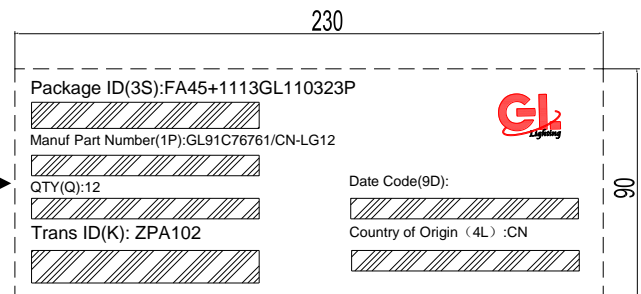 230
Package ID(3S):FA45+1113GL110323P
GL
Lighting
Manuf Part Number(1P):GL91C76761/CN-LG12
QTY(Q):12
Date Code(9D):
90
Trans ID(K): ZPA102
Country of Origin（4L）:CN